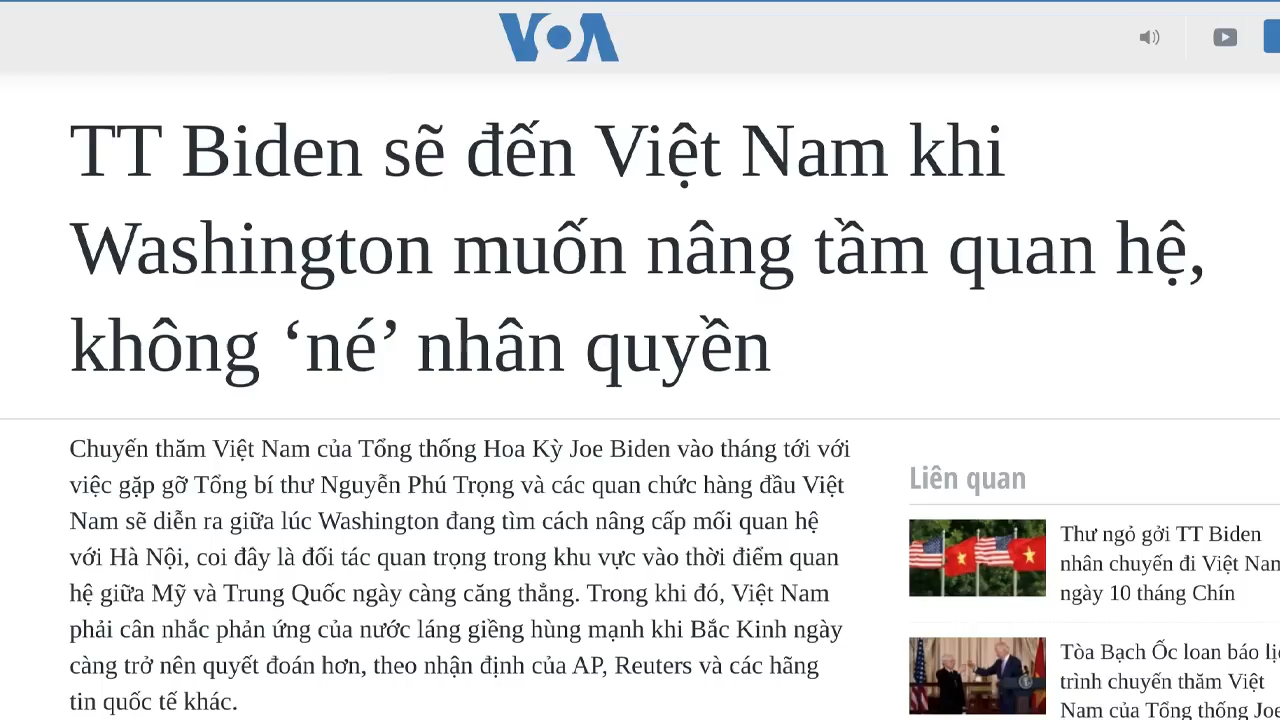 VOA
TT Biden sẽ đến Việt Nam khi
Washington muốn nâng tầm quan hệ,
không ‘né’ nhân quyền
Chuyến thăm Việt Nam của Tổng thống Hoa Kỳ Joe Biden vào tháng tới với
việc gặp gỡ Tổng bí thư Nguyễn Phú Trọng và các quan chức hàng đầu Việt
Nam sẽ diễn ra giữa lúc Washington đang tìm cách nâng cấp mối quan hệ
với Hà Nội, coi đây là đối tác quan trọng trong khu vực vào thời điểm quan
hệ giữa Mỹ và Trung Quốc ngày càng căng thẳng. Trong khi đó, Việt Nam
phải cân nhắc phản ứng của nước láng giềng hùng mạnh khi Bắc Kinh ngày
càng trở nên quyết đoán hơn, theo nhận định của AP, Reuters và các hãng
tin quốc tế khác.
Liên quan
Thư ngỏ gởi TT Biden
nhân chuyến đi Việt Nam
ngày 10 tháng Chín
Tòa Bạch Ốc loan báo
trình chuyến thăm Việt
Nam của Tổng thống Joe